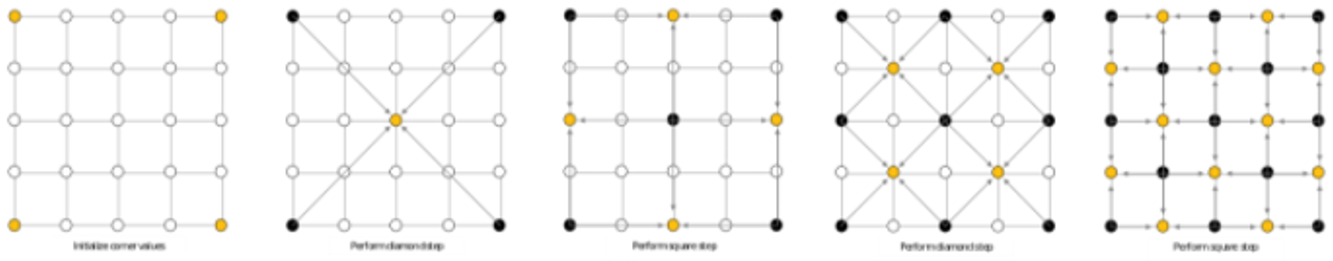 Initialize corner values
Perform diamond step
Perform square step
Perform diamond step
Perform square step